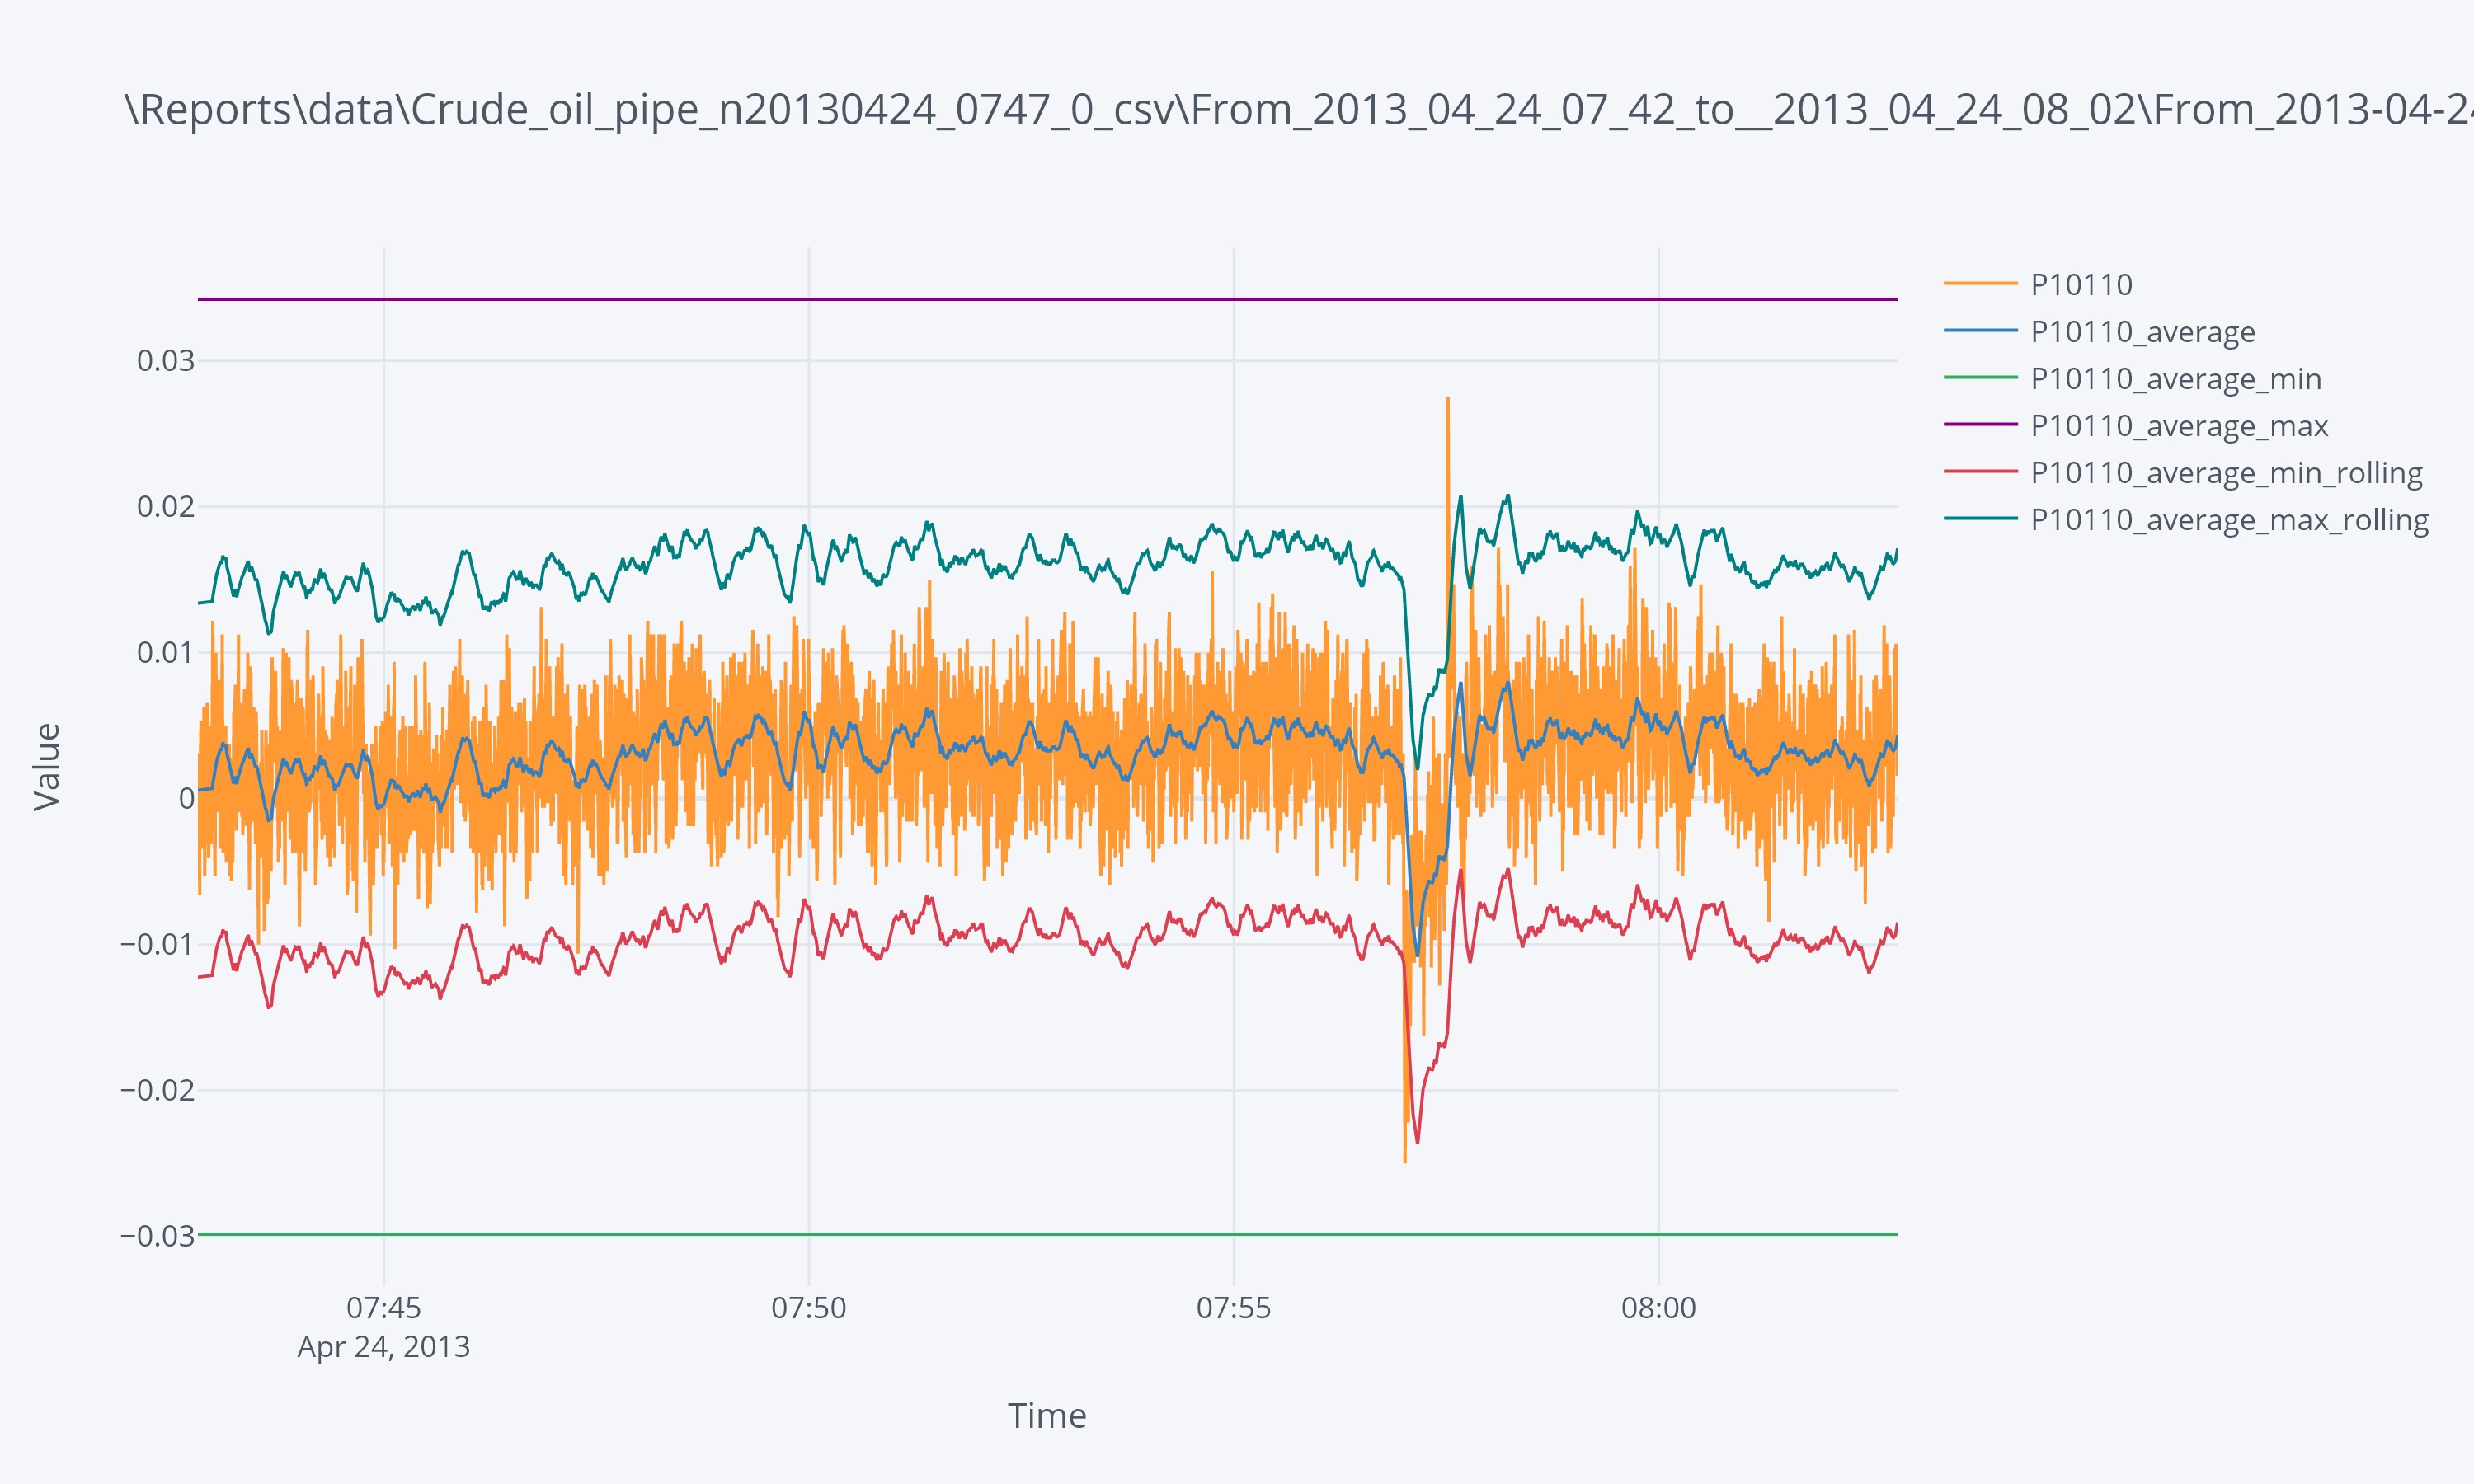 \Reports\data\Crude_oil_pipe_n20130424_0747_0_csv\From_2013_04_24_07_42_to__2013_04_24_08_02\From_2013-04-24
P10110
P10110_average
P10110_average_min
P10110_average_max
P10110_average_min_rolling
P10110_average_max_rolling
Value
0.03
0.02
0.01
0
−0.01
−0.02
−0.03
07:45
07:50
07:55
08:00
Apr 24, 2013
Time